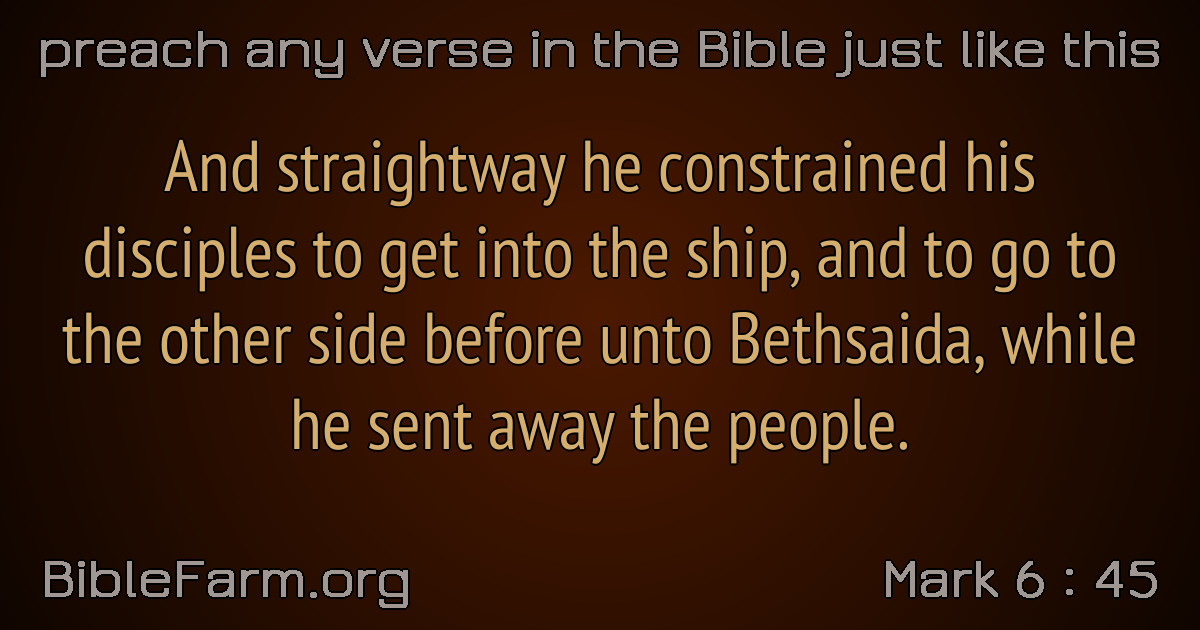 preach any verse in the Bible just like this
And straightway he constrained his
disciples to get into the ship, and to go to
the other side before unto Bethsaida, while
he sent away the people.
BibleFarm.org
Mark 6 : 45